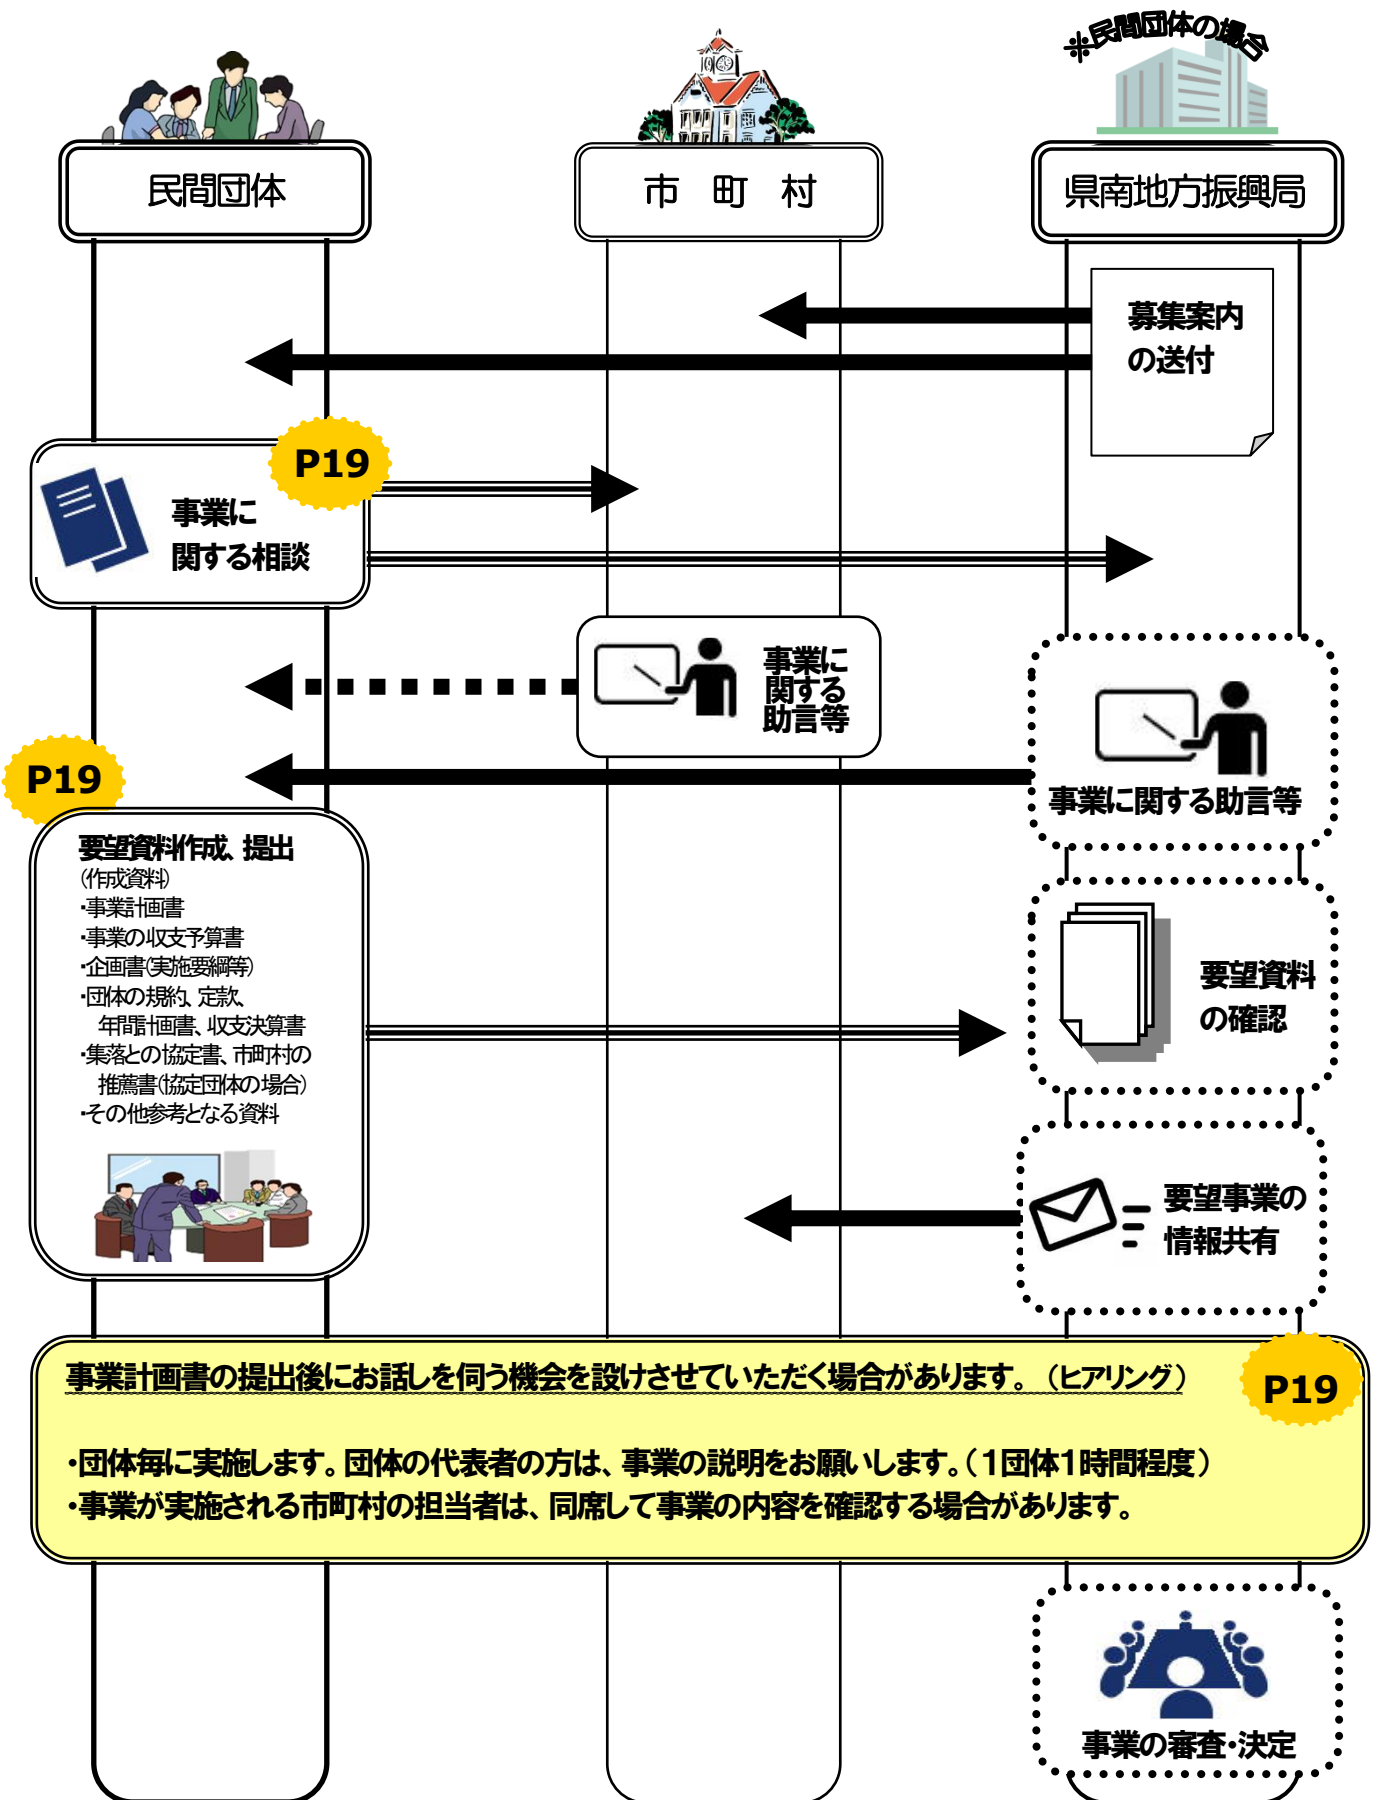 ※民間団体の場合
民間団体
市　町　村
県南地方振興局
募集案内
の送付
P19
事業に
関する相談
事業に
関する
助言等
P19
事業に関する助言等
要望資料作成、提出
(作成資料)
・事業計画書
・事業の収支予算書
・企画書(実施要綱等)
・団体の規約、定款、
年間計画書、収支決算書
・集落との協定書、市町村の
推薦書(協定団体の場合)
・その他参考となる資料
要望資料
の確認
要望事業の
情報共有
事業計画書の提出後にお話しを伺う機会を設けさせていただく場合があります。（ヒアリング）
P19
・団体毎に実施します。団体の代表者の方は、事業の説明をお願いします。（１団体１時間程度）
・事業が実施される市町村の担当者は、同席して事業の内容を確認する場合があります。
事業の審査・決定